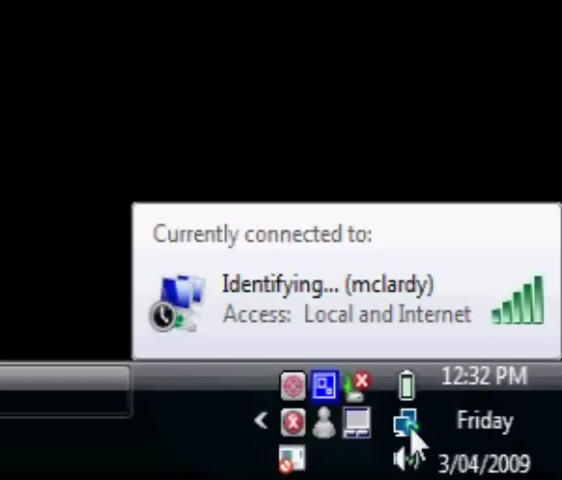 Currently connected to:
Identifying... (mclardy)
Access: Local and Internet
12:32 PM
Friday
3/04/2009